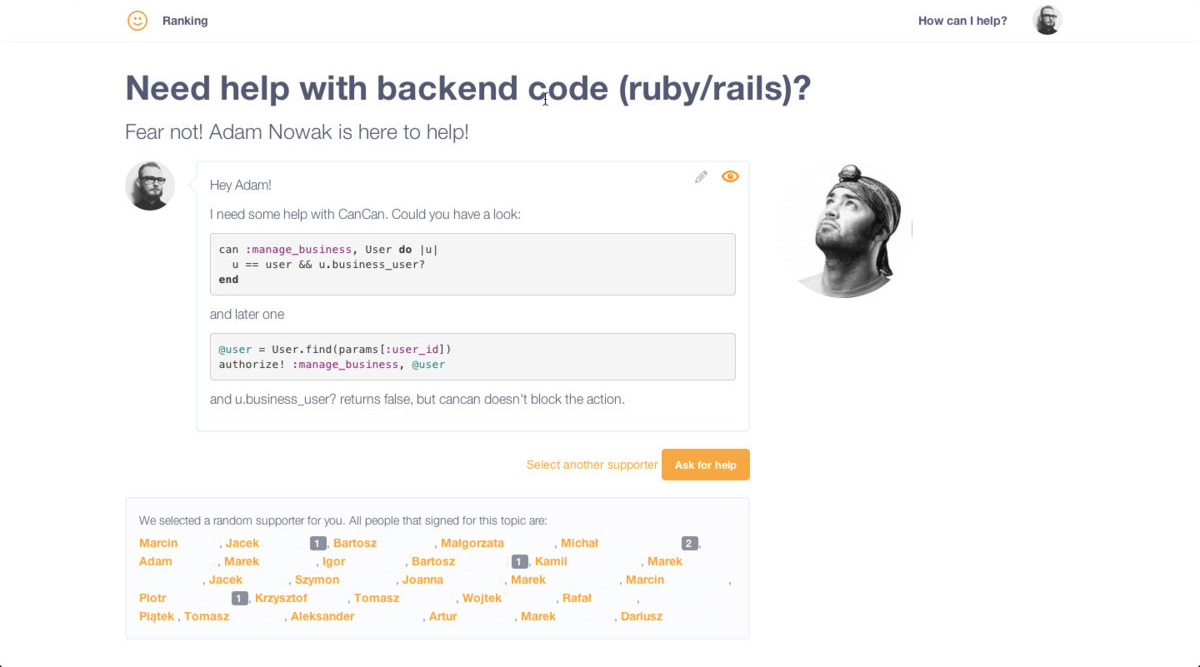 Ranking
How can I help?
Need help with backend code (ruby/rails)?
Fear not! Adam Nowak is here to help!
Hey Adam!
I need some help with CanCan. Could you have a look:
can :manage_business, User do |u|
u == user && u.business_user?
end
and later one
@user = User.find(params[:user_id])
authorize! :manage_business, @user
and u.business_user? returns false, but cancan doesn't block the action.
Select another supporter
Ask for help
We selected a random supporter for you. All people that signed for this topic are:
Marcin , Jacek 1, Bartosz , Małgorzata , Michał 2,
Adam , Marek , Igor , Bartosz 1, Kamil , Marek
, Jacek , Szymon , Joanna , Marek , Marcin ,
Piotr 1, Krzysztof , Tomasz , Wojtek , Rafał ,
Piątek , Tomasz , Aleksander , Artur , Marek , Dariusz